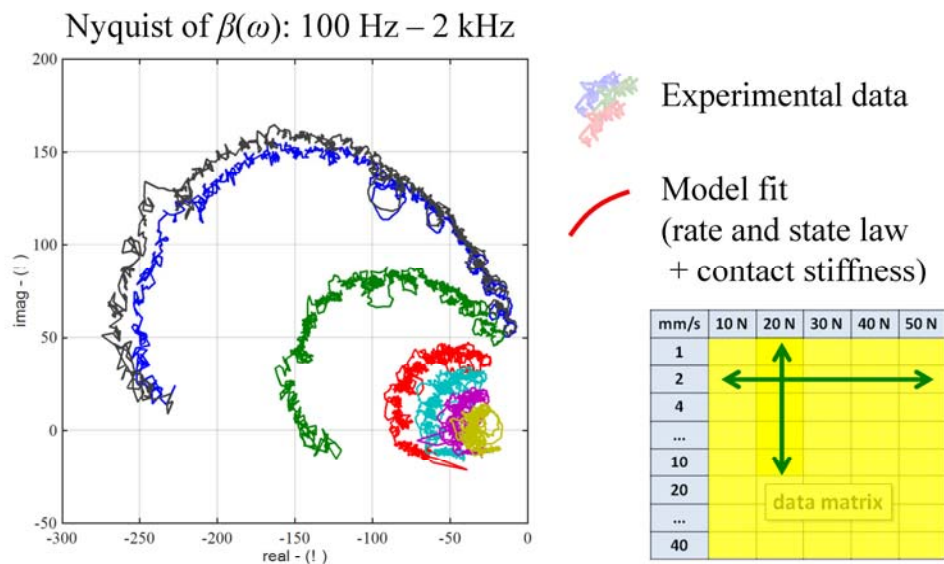 Nyquist of β(ω): 100 Hz – 2 kHz
200
150
100
50
0
-50
imag - (! )
-300 -250 -200 -150 -100 -50 0
real - (! )
Experimental data
Model fit
(rate and state law
+ contact stiffness)
mm/s 10 N 20 N 30 N 40 N 50 N
1
2
4
...
10
20
...
40
data matrix